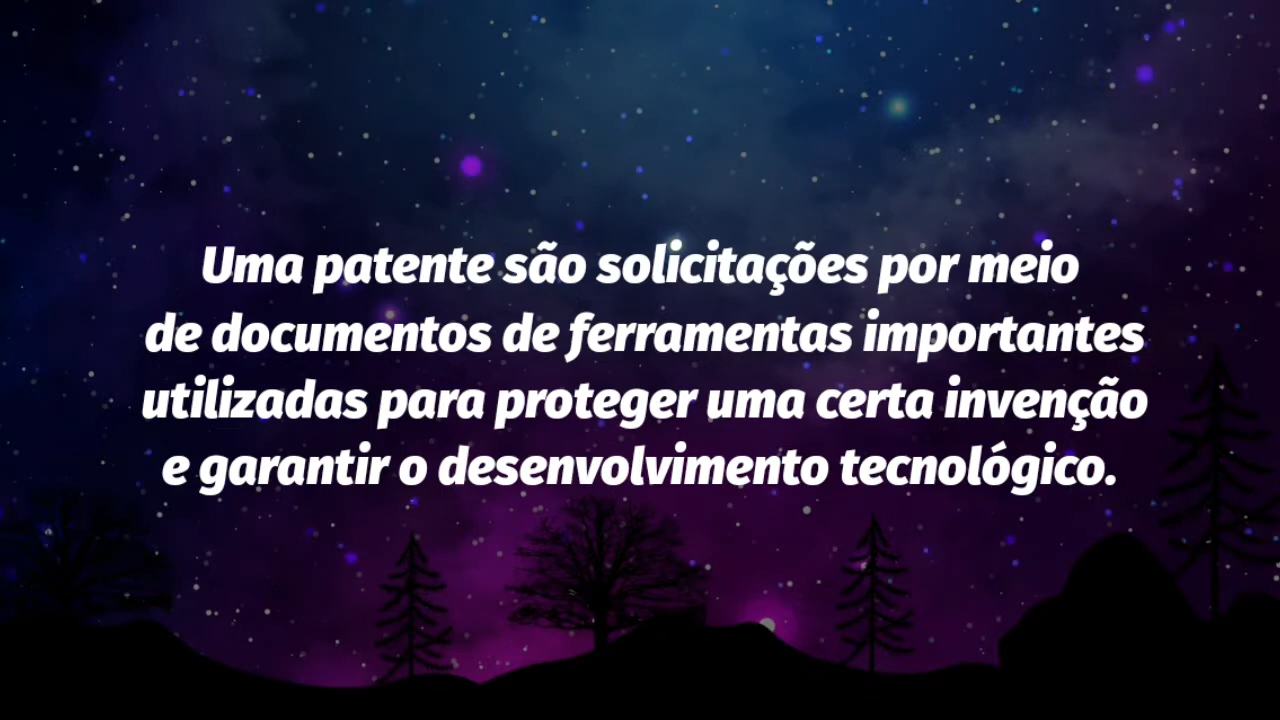 Uma patente são solicitações por meio
de documentos de ferramentas importantes
utilizadas para proteger uma certa invenção
e garantir o desenvolvimento tecnológico.